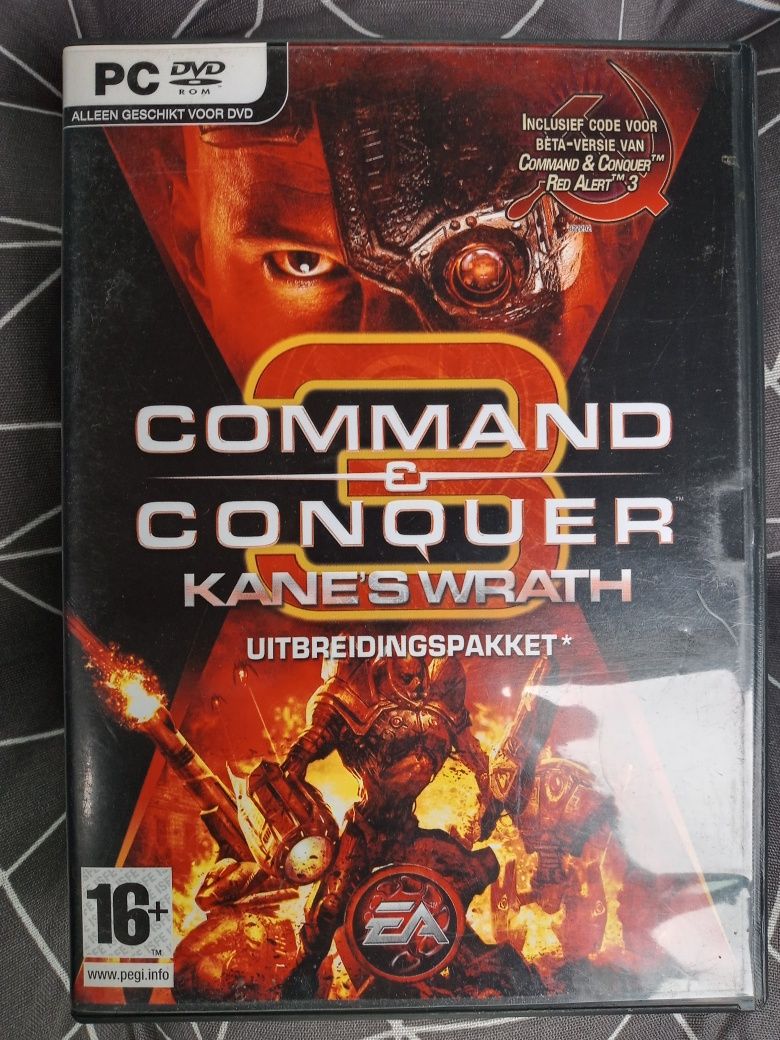 PC DVD
ROM
ALLEEN GESCHIKT VOOR DVD
INCLUSIEF CODE VOOR
BÈTA-VERSIE VAN
COMMAND & CONQUER™
RED ALERT™ 3
3
COMMAND
&
CONQUER™
KANE'S WRATH
UITBREIDINGSPAKKET*
16+
™
www.pegi.info
EA